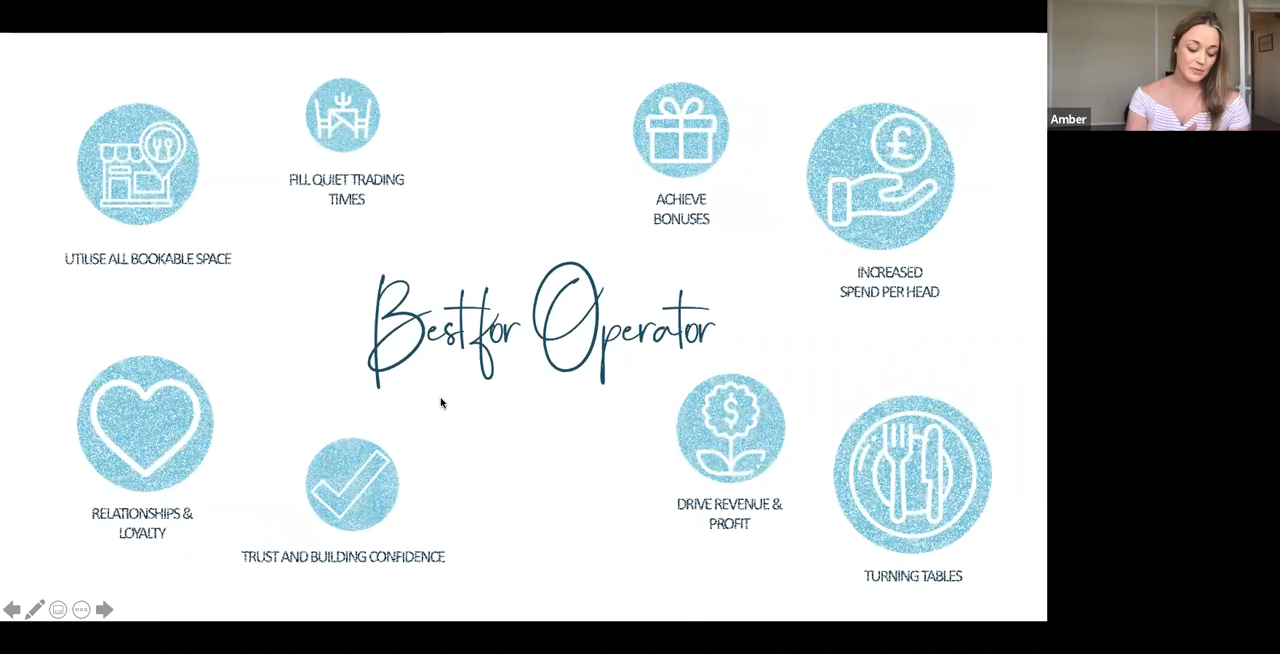 Amber
FILL QUIET TRADING
TIMES
ACHIEVE
BONUSES
£
UTILISE ALL BOOKABLE SPACE
INCREASED
SPEND PER HEAD
Best for Operator
$
RELATIONSHIPS &
LOYALTY
DRIVE REVENUE &
PROFIT
TRUST AND BUILDING CONFIDENCE
TURNING TABLES